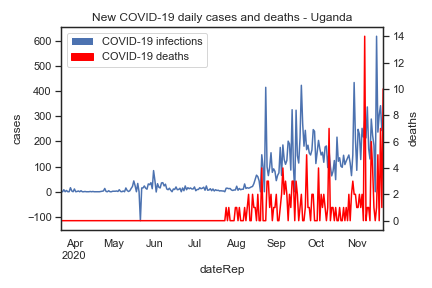 New COVID-19 daily cases and deaths - Uganda
COVID-19 infections
COVID-19 deaths
600
500
400
300
200
100
0
−100
cases
14
12
10
8
6
4
2
0
deaths
Apr May Jun Jul Aug Sep Oct Nov
2020
dateRep